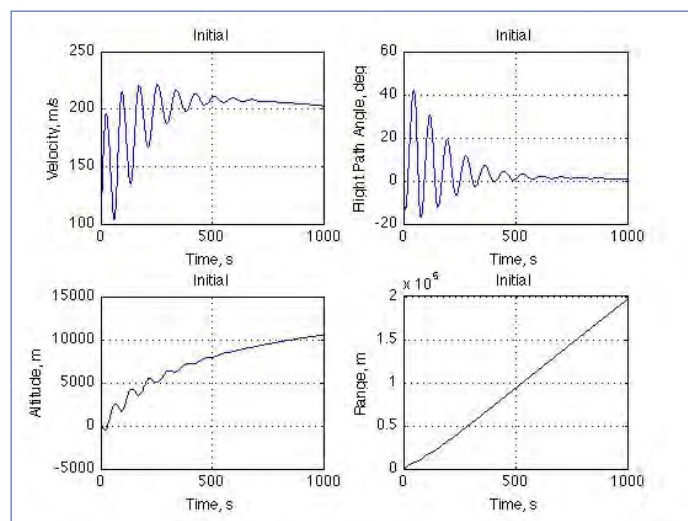 Initial
250
200
150
100
0
500
1000
Velocity, m/s
Time, s
Initial
60
40
20
0
-20
0
500
1000
Flight Path Angle, deg
Time, s
Initial
15000
10000
5000
0
-5000
0
500
1000
Altitude, m
Time, s
x 10⁵
Initial
2
1.5
1
0.5
0
0
500
1000
Range, m
Time, s